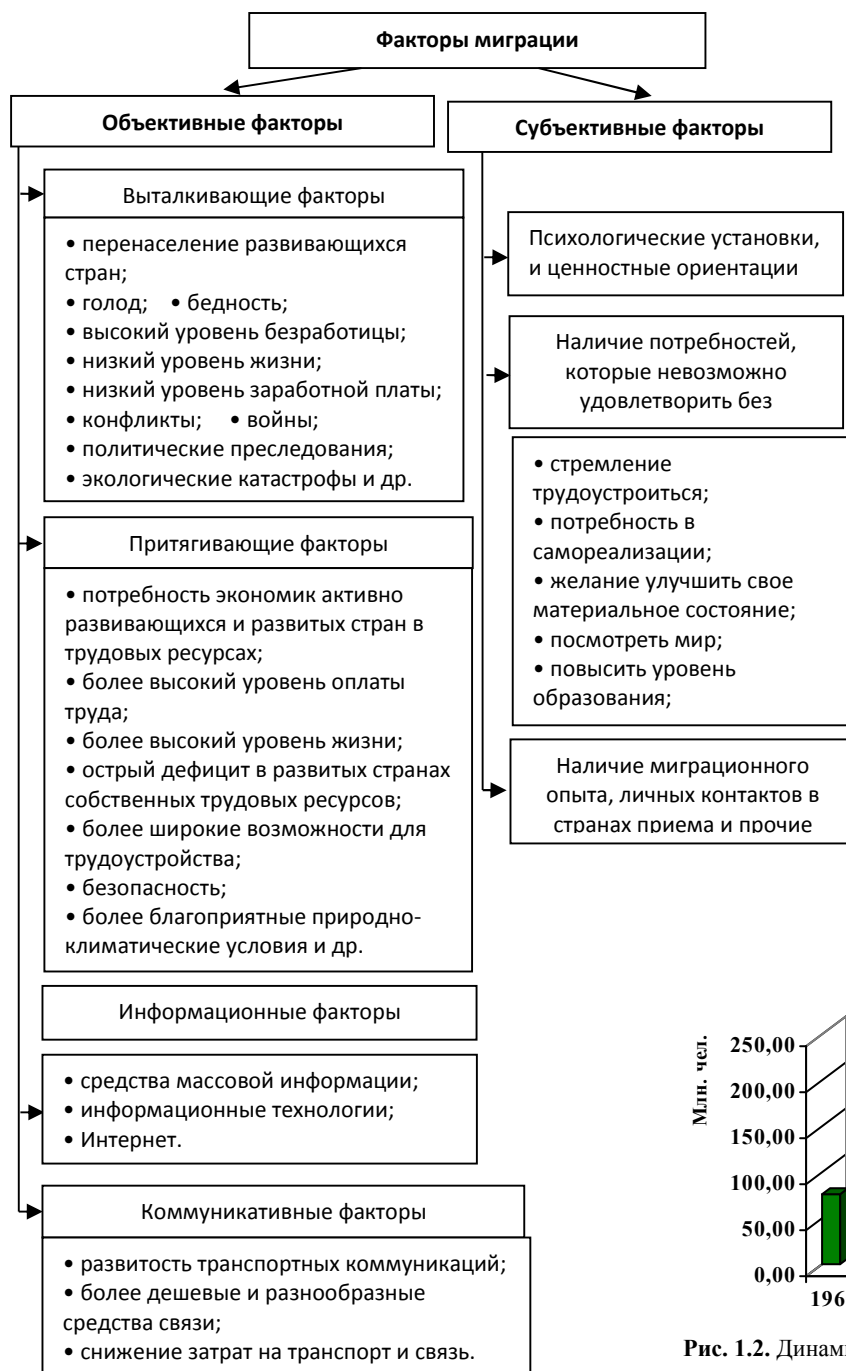 Факторы миграции
Объективные факторы
Выталкивающие факторы
• перенаселение развивающихся
стран;
• голод; • бедность;
• высокий уровень безработицы;
• низкий уровень жизни;
• низкий уровень заработной платы;
• конфликты; • войны;
• политические преследования;
• экологические катастрофы и др.
Притягивающие факторы
• потребность экономик активно
развивающихся и развитых стран в
трудовых ресурсах;
• более высокий уровень оплаты
труда;
• более высокий уровень жизни;
• острый дефицит в развитых странах
собственных трудовых ресурсов;
• более широкие возможности для
трудоустройства;
• безопасность;
• более благоприятные природно-
климатические условия и др.
Информационные факторы
• средства массовой информации;
• информационные технологии;
• Интернет.
Коммуникативные факторы
• развитость транспортных коммуникаций;
• более дешевые и разнообразные
средства связи;
• снижение затрат на транспорт и связь.
Субъективные факторы
Психологические установки,
и ценностные ориентации
Наличие потребностей,
которые невозможно
удовлетворить без
• стремление
трудоустроиться;
• потребность в
самореализации;
• желание улучшить свое
материальное состояние;
• посмотреть мир;
• повысить уровень
образования;
Наличие миграционного
опыта, личных контактов в
странах приема и прочие
Млн. чел.
250,00
200,00
150,00
100,00
50,00
0,00
196
Рис. 1.2. Динам